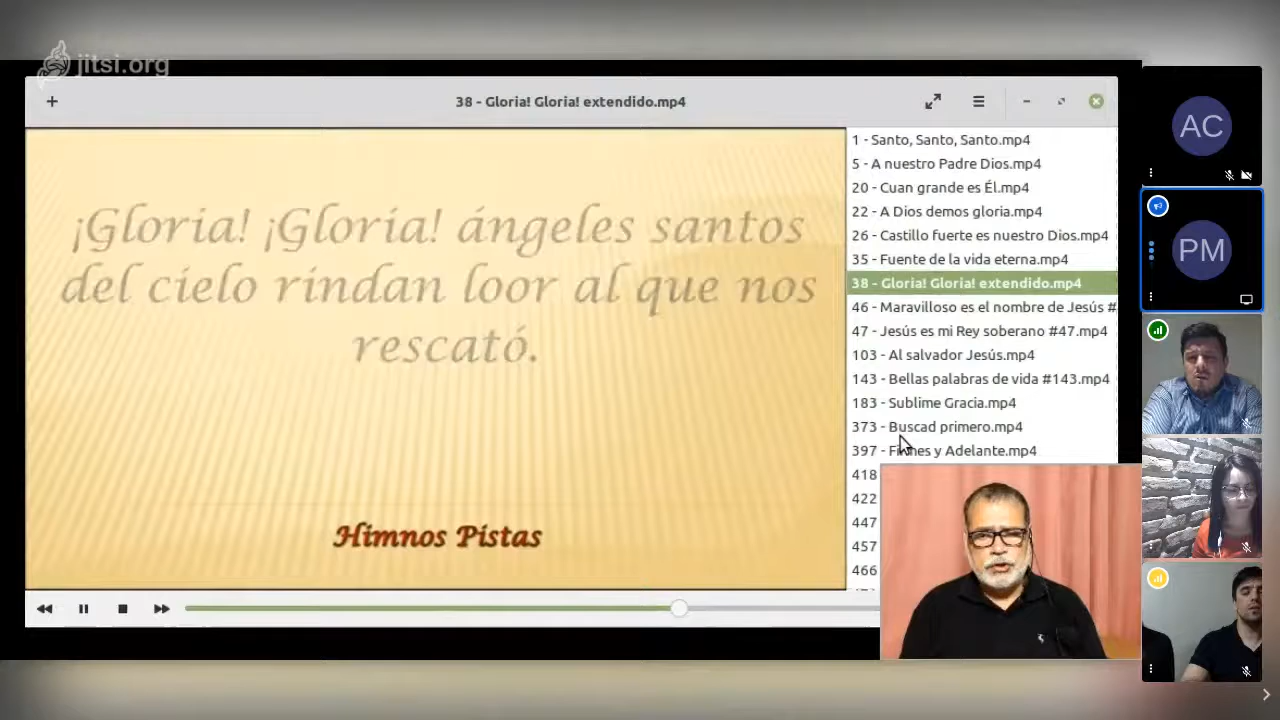 jitsi.org
38 - Gloria! Gloria! extendido.mp4
¡Gloria! ¡Gloria! ángeles santos
del cielo rindan loor al que nos
rescató.
Himnos Pistas
1 - Santo, Santo, Santo.mp4
5 - A nuestro Padre Dios.mp4
20 - Cuan grande es Él.mp4
22 - A Dios demos gloria.mp4
26 - Castillo fuerte es nuestro Dios.mp4
35 - Fuente de la vida eterna.mp4
38 - Gloria! Gloria! extendido.mp4
46 - Maravilloso es el nombre de Jesús #
47 - Jesús es mi Rey soberano #47.mp4
103 - Al salvador Jesús.mp4
143 - Bellas palabras de vida #143.mp4
183 - Sublime Gracia.mp4
373 - Buscad primero.mp4
397 - Firmes y Adelante.mp4
418
422
447
457
466
AC
PM